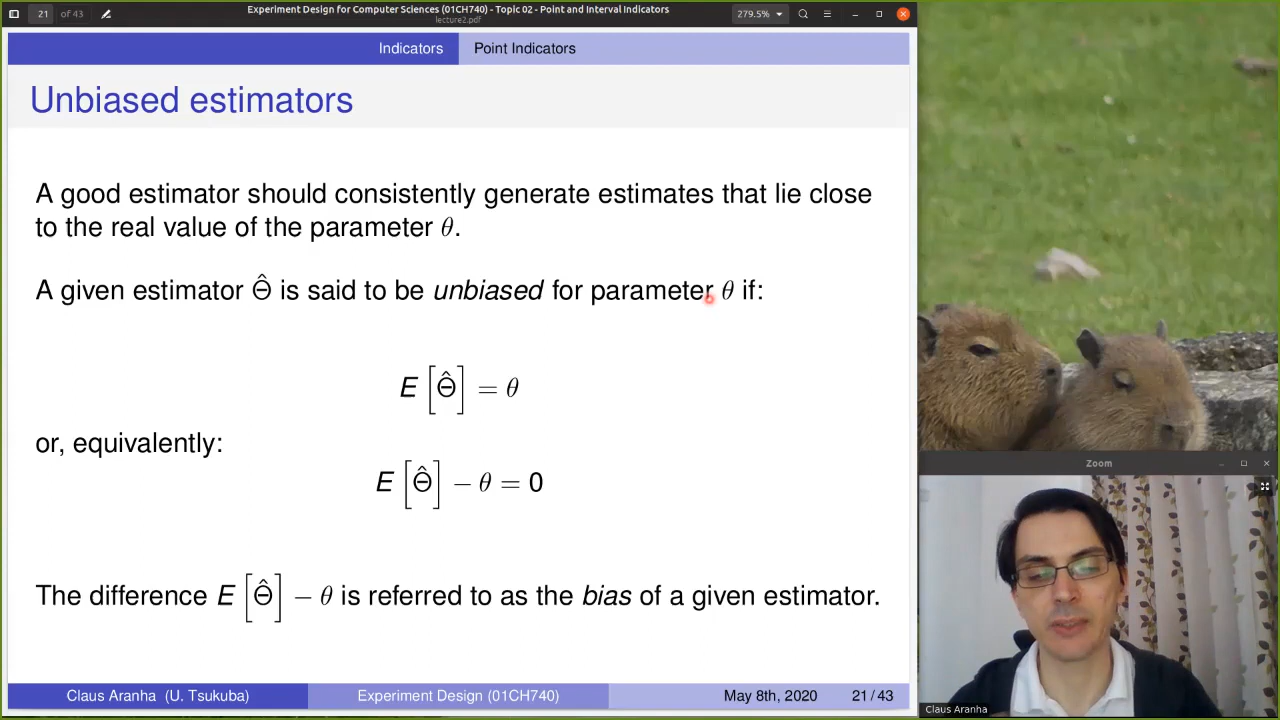 21 of 43
Experiment Design for Computer Sciences (01CH740) - Topic 02 - Point and Interval Indicators
lecture2.pdf
279.5%
Indicators Point Indicators
Unbiased estimators
A good estimator should consistently generate estimates that lie close
to the real value of the parameter θ.
A given estimator Θ̂ is said to be unbiased for parameter θ if:
E [Θ̂] = θ
or, equivalently:
E [Θ̂] − θ = 0
The difference E [Θ̂] − θ is referred to as the bias of a given estimator.
Claus Aranha (U. Tsukuba) Experiment Design (01CH740) May 8th, 2020 21 / 43
Zoom
Claus Aranha